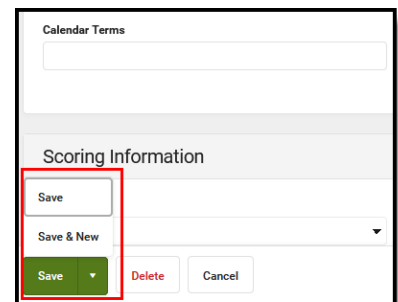 Calendar Terms
Scoring Information
Save
Save & New
Save Delete Cancel